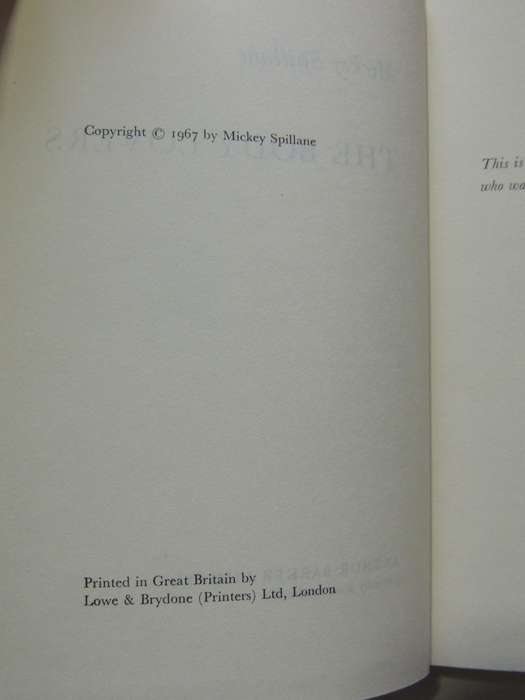 Copyright © 1967 by Mickey Spillane
Printed in Great Britain by
Lowe & Brydone (Printers) Ltd, London
This is
who wa